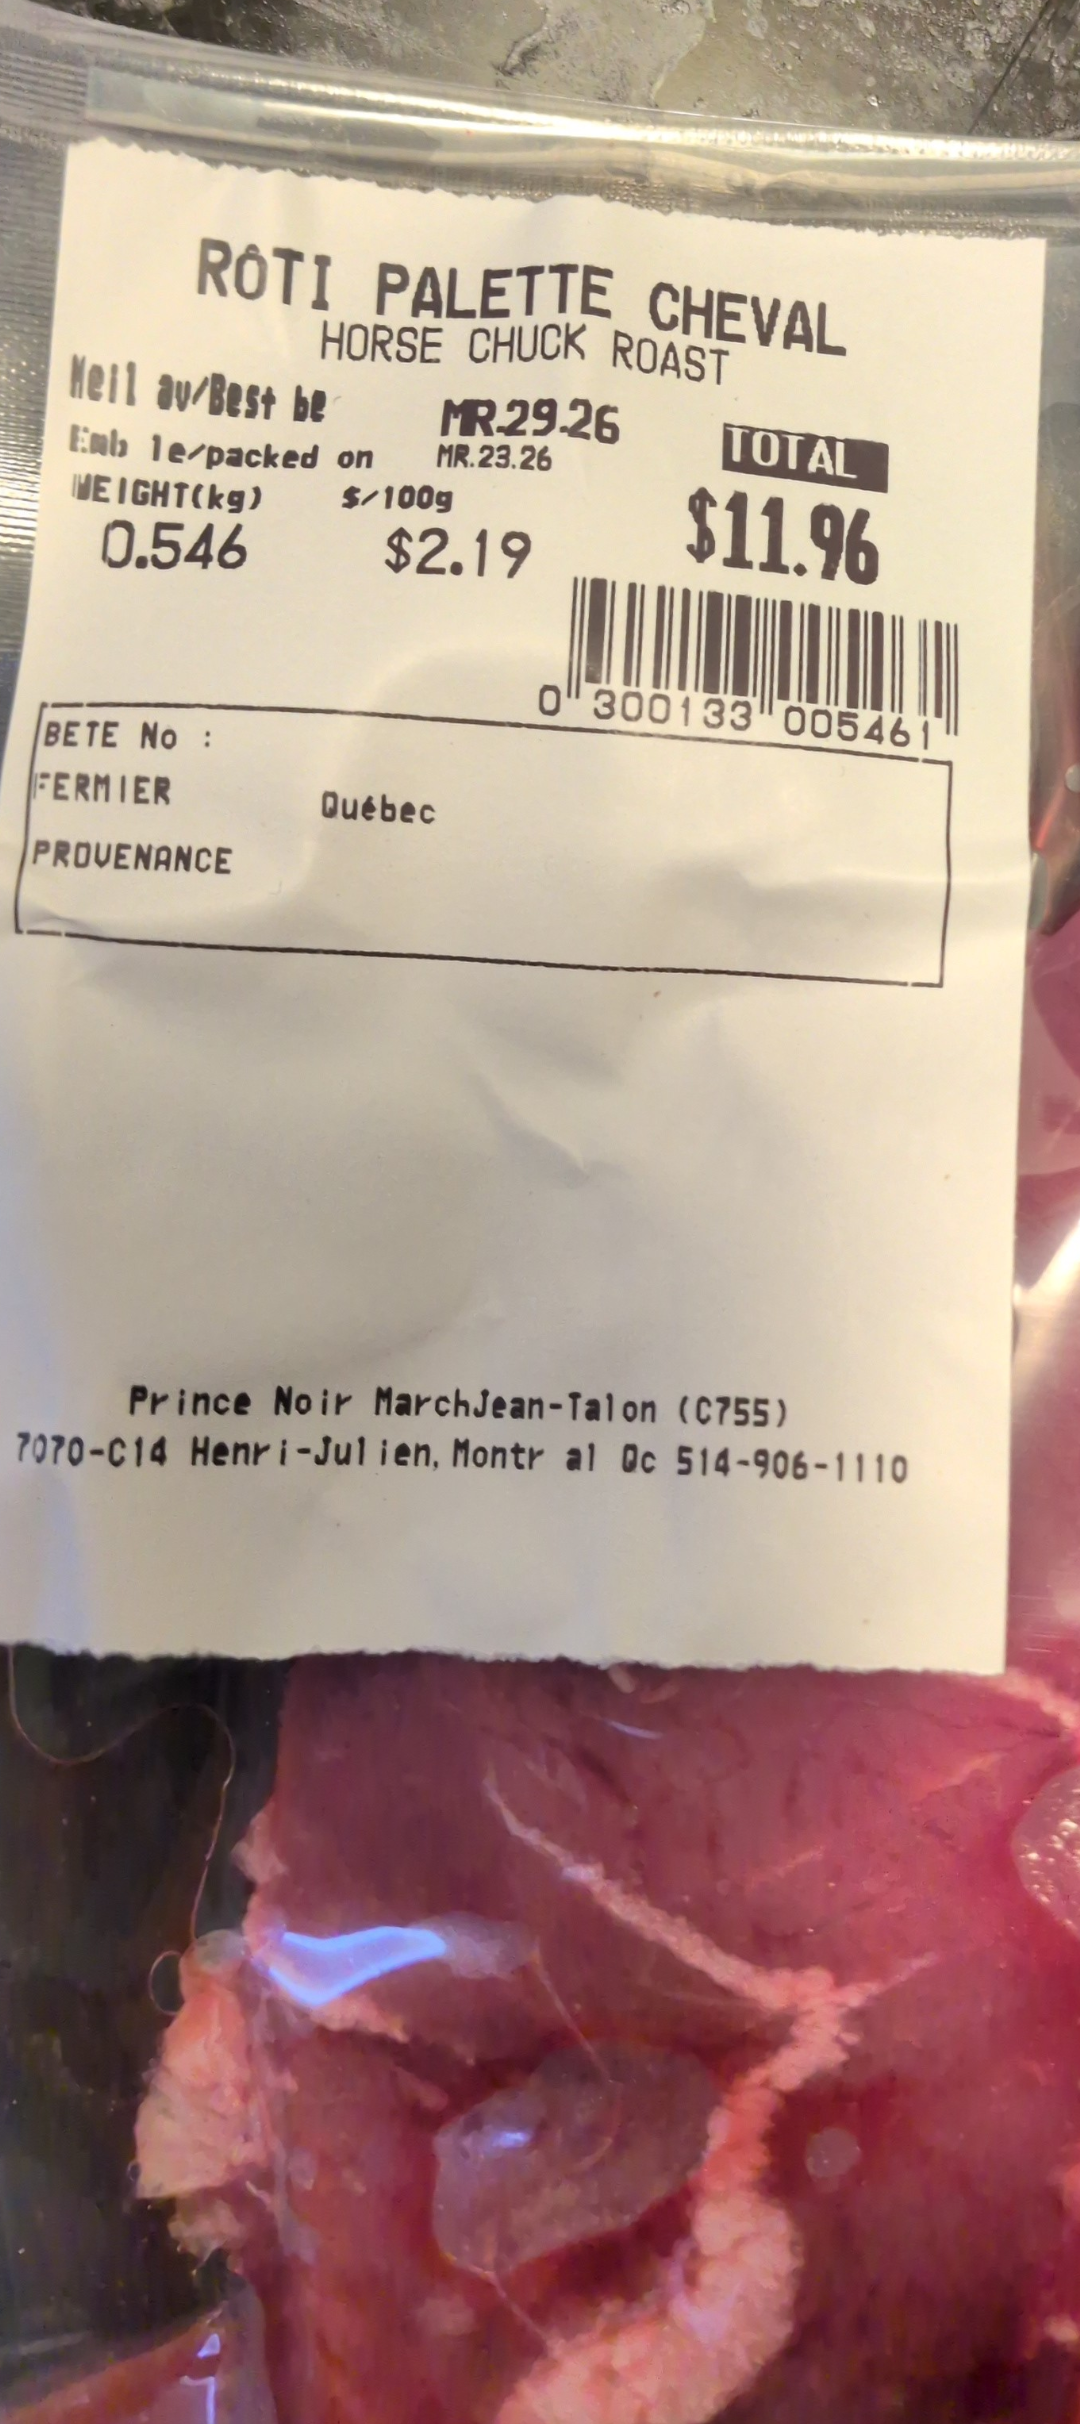 RÔTI PALETTE CHEVAL
HORSE CHUCK ROAST
Meil av/Best be MR.29.26
Emb le/packed on MR.23.26
TOTAL
WEIGHT(kg) $/100g
0.546 $2.19 $11.96
0 300133 005461
BETE No :
FERMIER Québec
PROVENANCE
Prince Noir MarchJean-Talon (C755)
7070-C14 Henri-Julien, Montr al Qc 514-906-1110